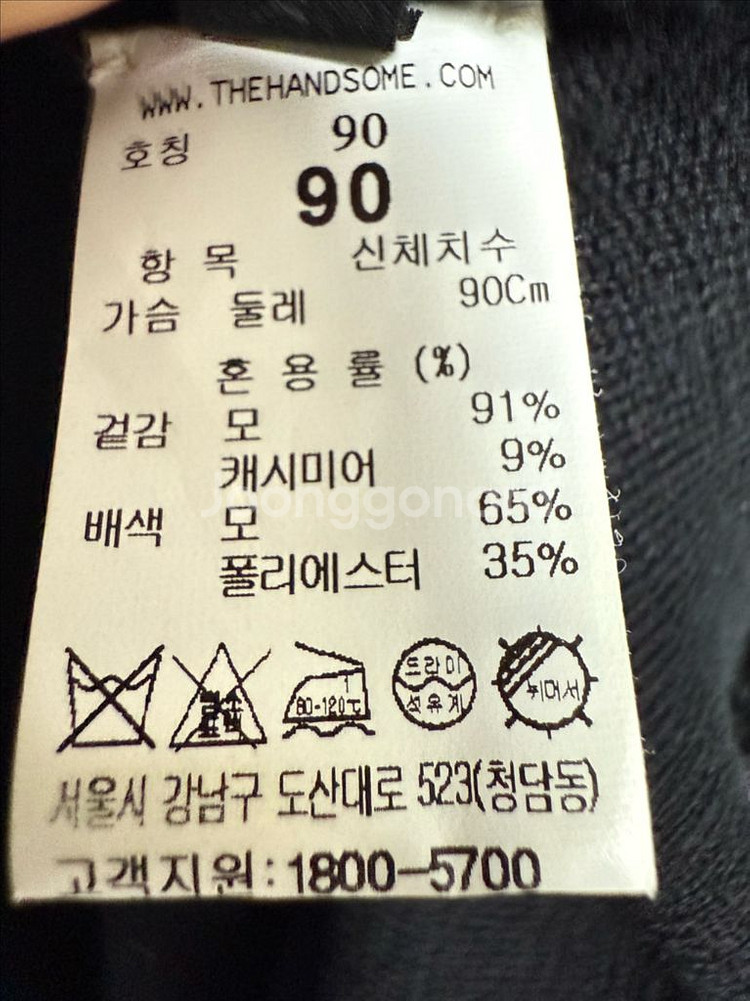 WWW.THEHANDSOME.COM
호칭 90
90
항 목 신체치수
가슴 둘레 90Cm
혼 용 률 (%)
겉감 모 91%
캐시미어 9%
배색 모 65%
폴리에스터 35%
80-120℃ 드라이 석유계 뉘어서
서울시 강남구 도산대로 523(청담동)
고객지원:1800-5700
Joonggong